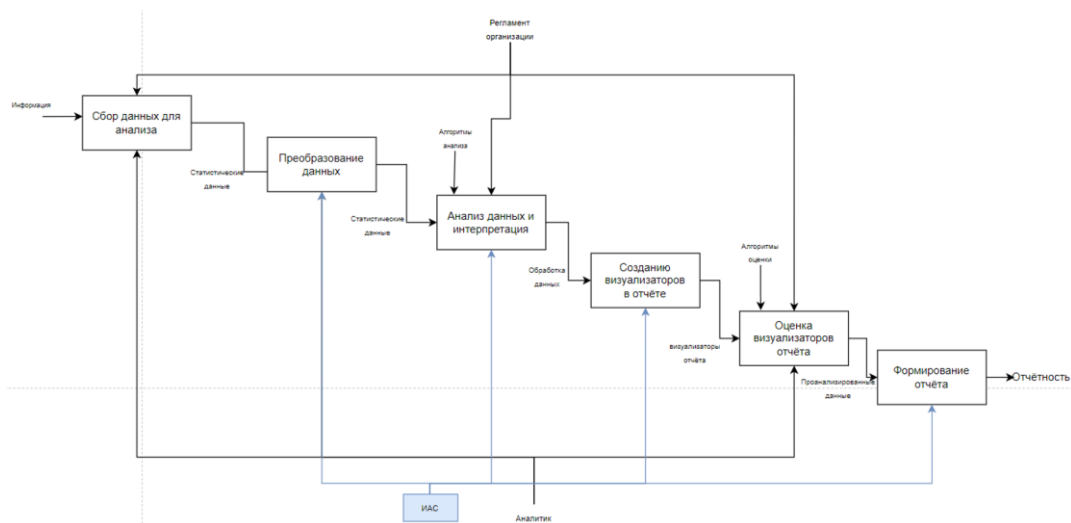 Регламент
организации
Информация
Сбор данных для
анализа
Алгоритмы
анализа
Преобразование
данных
Статистические
данные
Статистические
данные
Анализ данных и
интерпретация
Алгоритмы
оценки
Обработка
данных
Созданию
визуализаторов
в отчёте
Оценка
визуализаторов
отчёта
визуализаторы
отчёта
Формирование
отчёта
Отчётность
Проанализированные
данные
ИАС
Аналитик